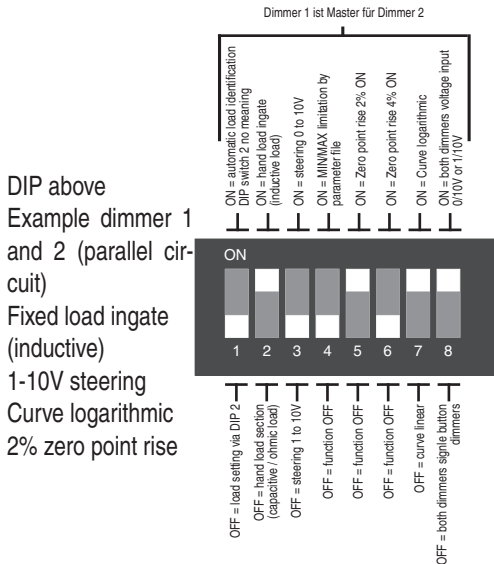 Dimmer 1 ist Master für Dimmer 2
ON = automatic load identification
DIP switch 2 no meaning
ON = hand load ingate
(inductive load)
ON = steering 0 to 10V
ON = MIN/MAX limitation by
parameter file
ON = Zero point rise 2% ON
ON = Zero point rise 4% ON
ON = Curve logarithmic
ON = both dimmers voltage input
0/10V or 1/10V
DIP above
Example dimmer 1
and 2 (parallel cir-
cuit)
Fixed load ingate
(inductive)
1-10V steering
Curve logarithmic
2% zero point rise
ON
1 2 3 4 5 6 7 8
OFF = load setting via DIP 2
OFF = hand load section
(capacitive / ohmic load)
OFF = steering 1 to 10V
OFF = function OFF
OFF = function OFF
OFF = function OFF
OFF = curve linear
OFF = both dimmers signle button
dimmers